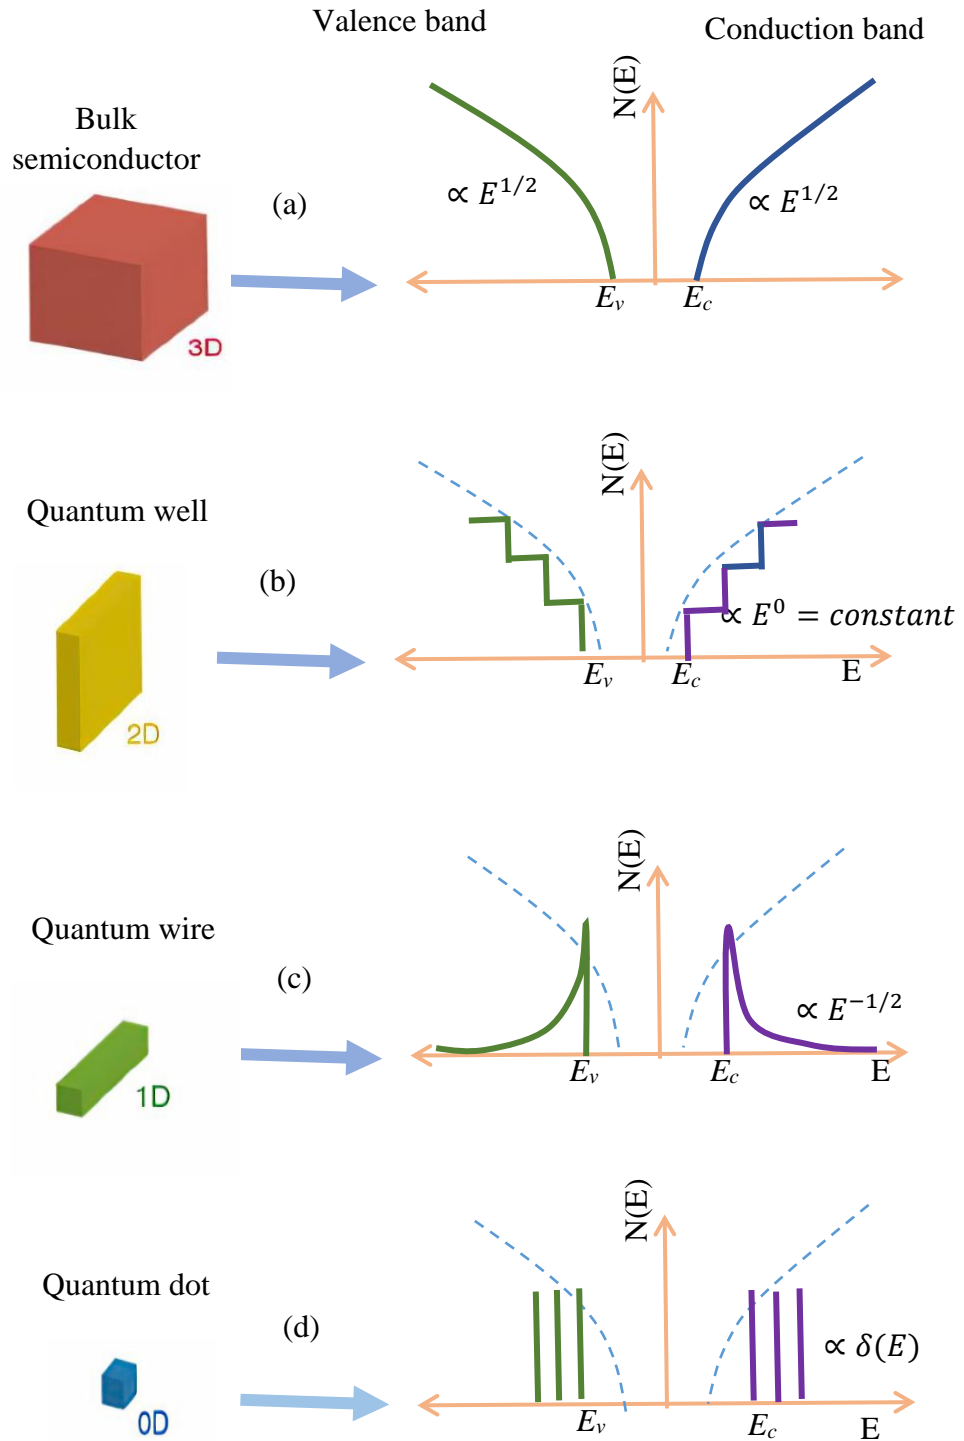 Valence band
Conduction band
Bulk
semiconductor
3D
(a)
N(E)
∝ E^{1/2}
∝ E^{1/2}
E_v
E_c
Quantum well
2D
(b)
N(E)
∝ E^0 = constant
E_v
E_c
E
Quantum wire
1D
(c)
N(E)
∝ E^{-1/2}
E_v
E_c
E
Quantum dot
0D
(d)
N(E)
∝ δ(E)
E_v
E_c
E